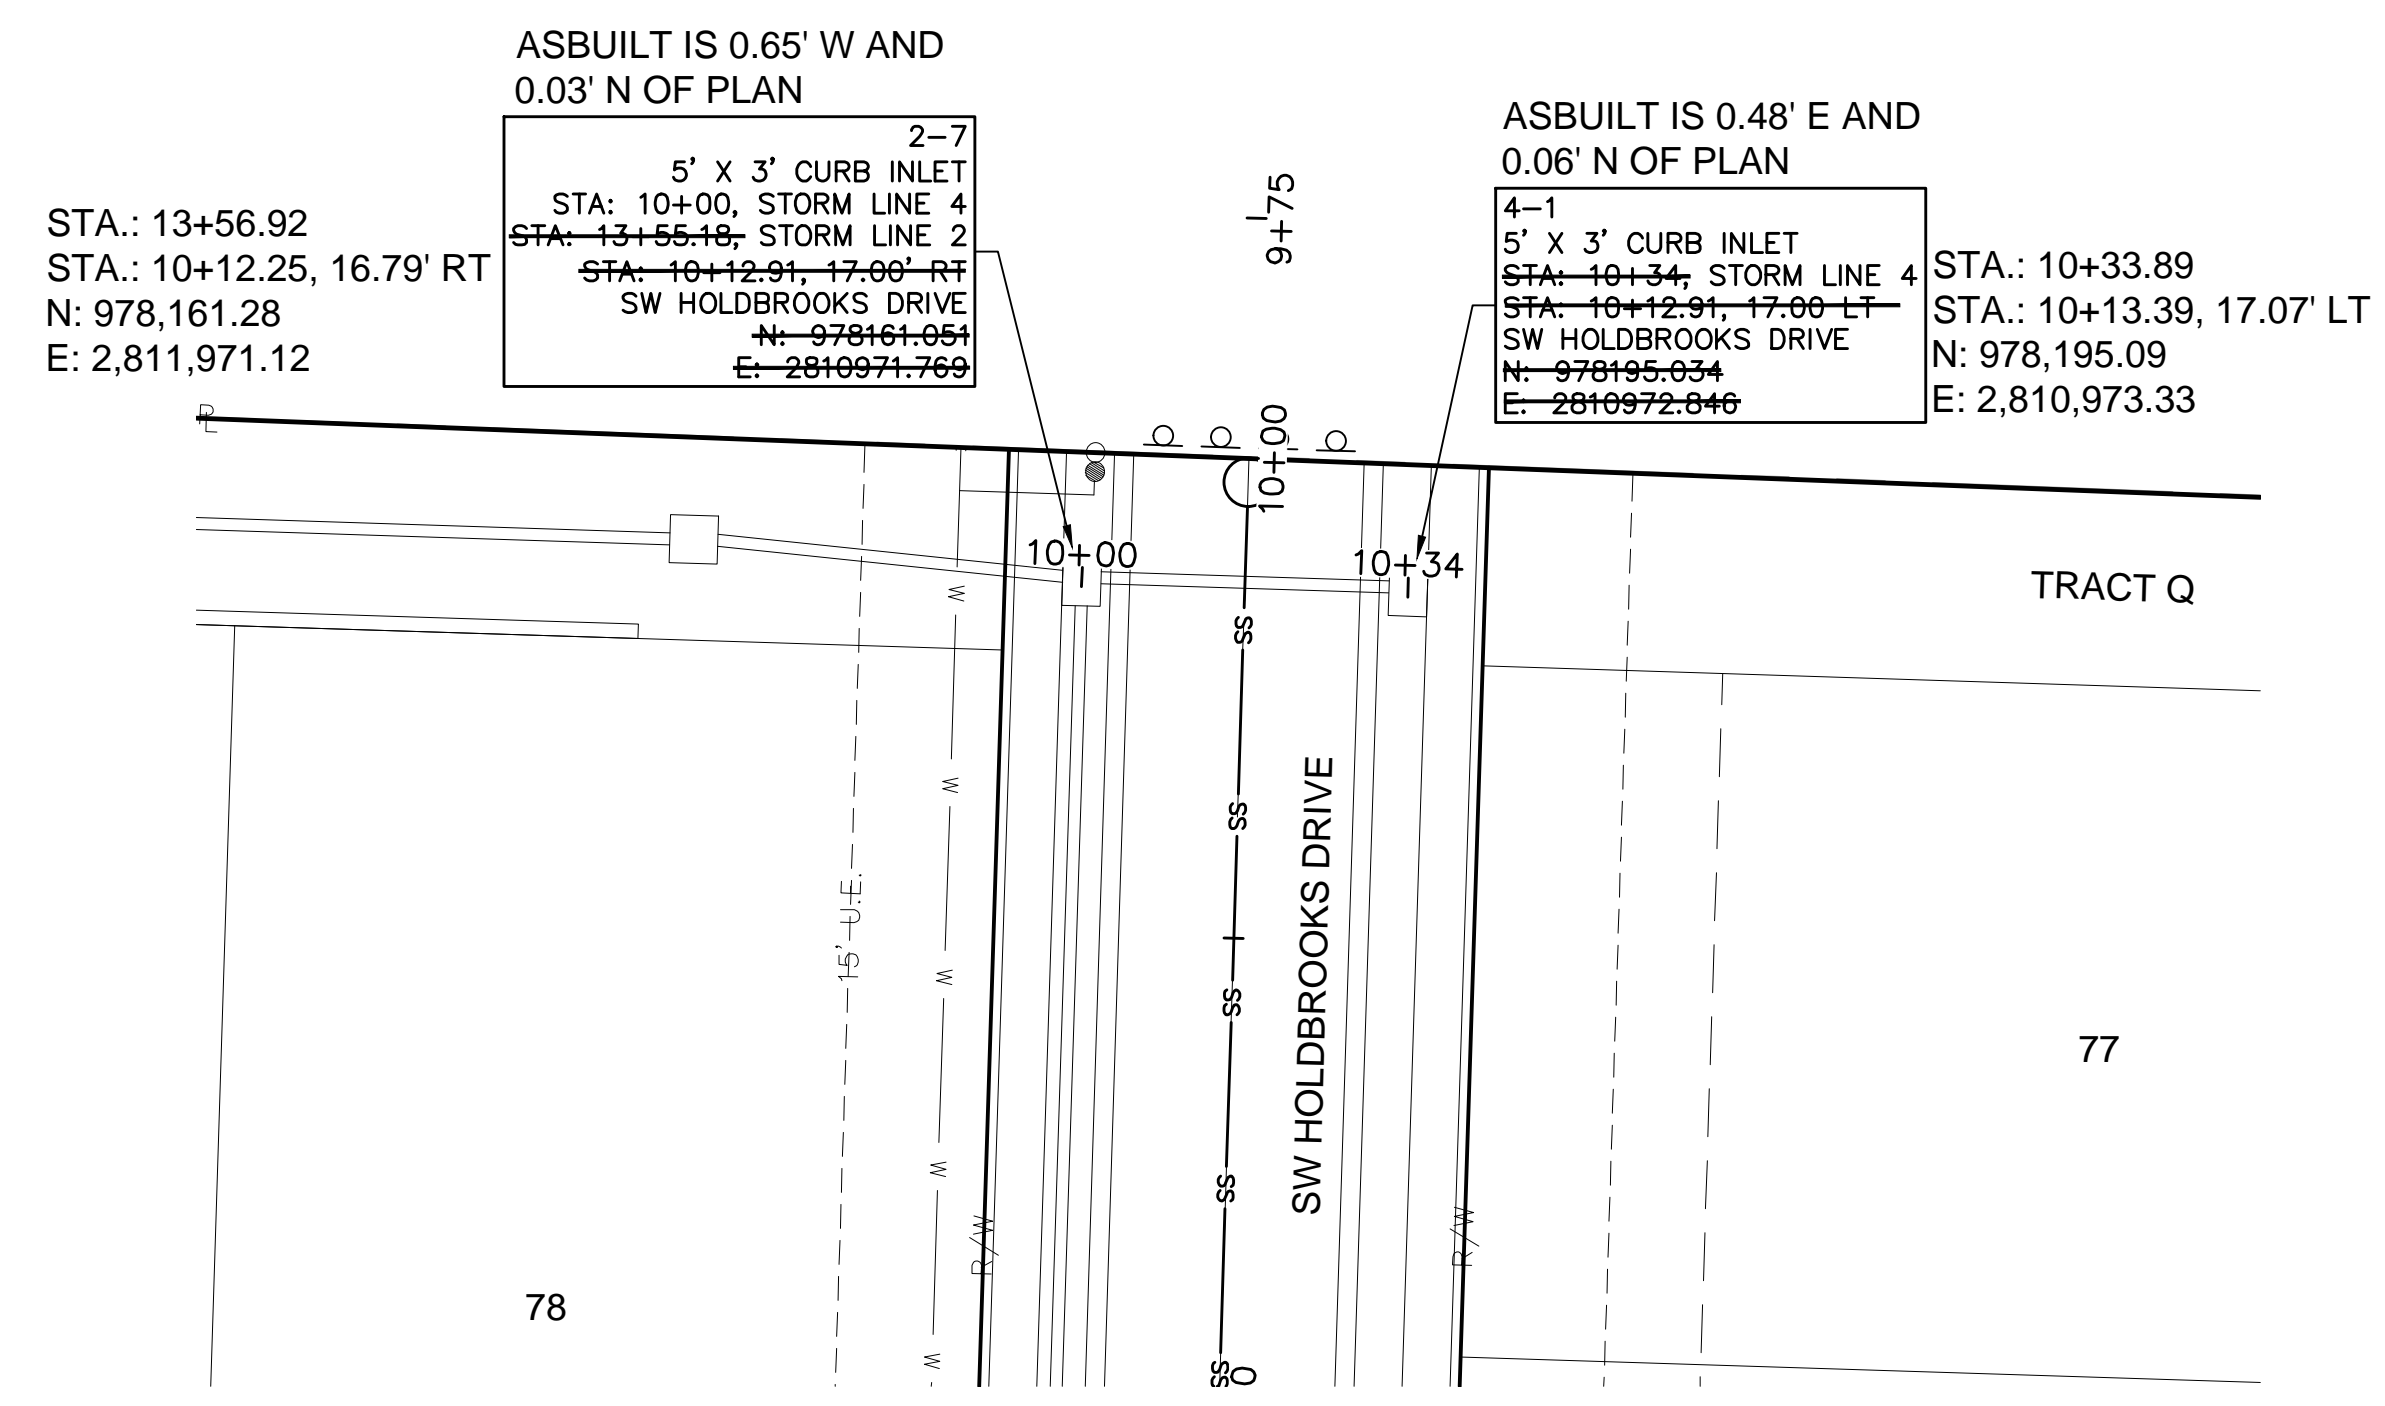 ASBUILT IS 0.65' W AND
0.03' N OF PLAN
2-7
5' X 3' CURB INLET
STA: 10+00, STORM LINE 4
STA: 13+55.18, STORM LINE 2
STA: 10+12.91, 17.00' RT
SW HOLDBROOKS DRIVE
N: 978161.051
E: 2810971.769
STA.: 13+56.92
STA.: 10+12.25, 16.79' RT
N: 978,161.28
E: 2,811,971.12
9+75
ASBUILT IS 0.48' E AND
0.06' N OF PLAN
4-1
5' X 3' CURB INLET
STA: 10+34, STORM LINE 4
STA: 10+12.91, 17.00 LT
SW HOLDBROOKS DRIVE
N: 978195.034
E: 2810972.846
STA.: 10+33.89
STA.: 10+13.39, 17.07' LT
N: 978,195.09
E: 2,810,973.33
PL
10+00
10+00
10+34
TRACT Q
W
W
W
W
W
SS
SS
SS
SS
SS
0
15' U.E.
SW HOLDBROOKS DRIVE
R/W
R/W
77
78